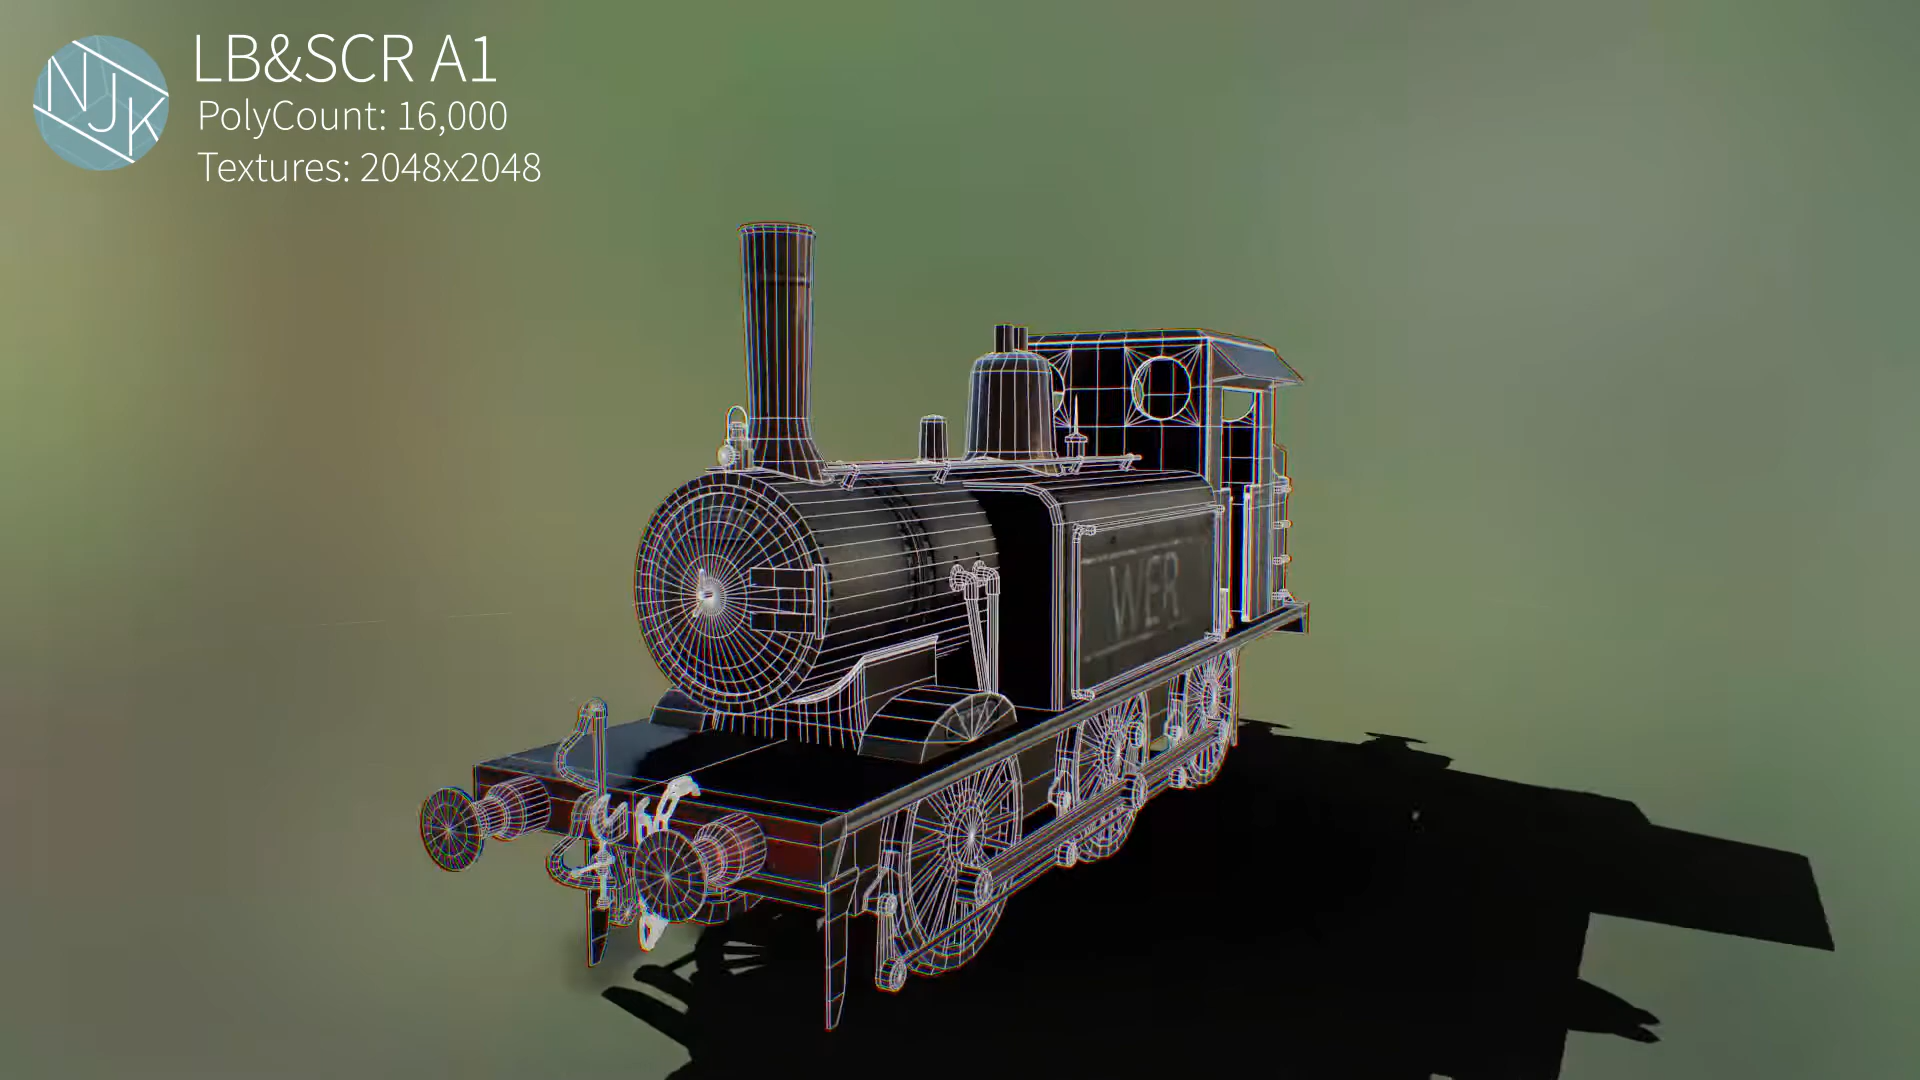 NJK
LB&SCR A1
PolyCount: 16,000
Textures: 2048x2048
WER